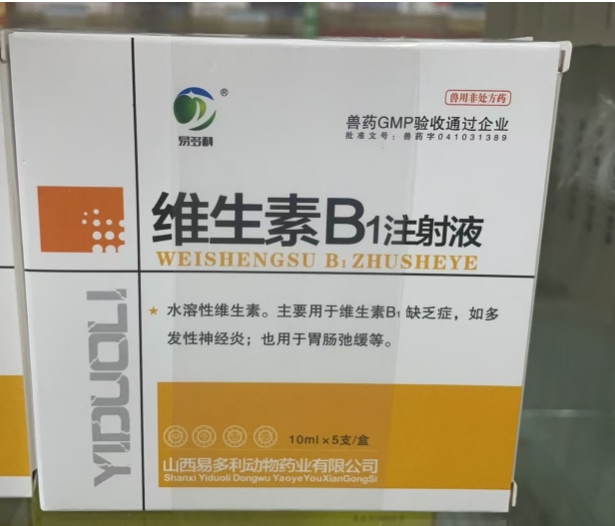 兽用非处方药
®
易多利
兽药GMP验收通过企业
批准文号：兽药字041031389
维生素B1注射液
WEISHENGSU B1 ZHUSHEYE
★ 水溶性维生素。主要用于维生素B1缺乏症，如多
发性神经炎；也用于胃肠弛缓等。
YIDUOLI
10ml×5支/盒
山西易多利动物药业有限公司
Shanxi Yiduoli Dongwu YaoyeYouXianGongSi